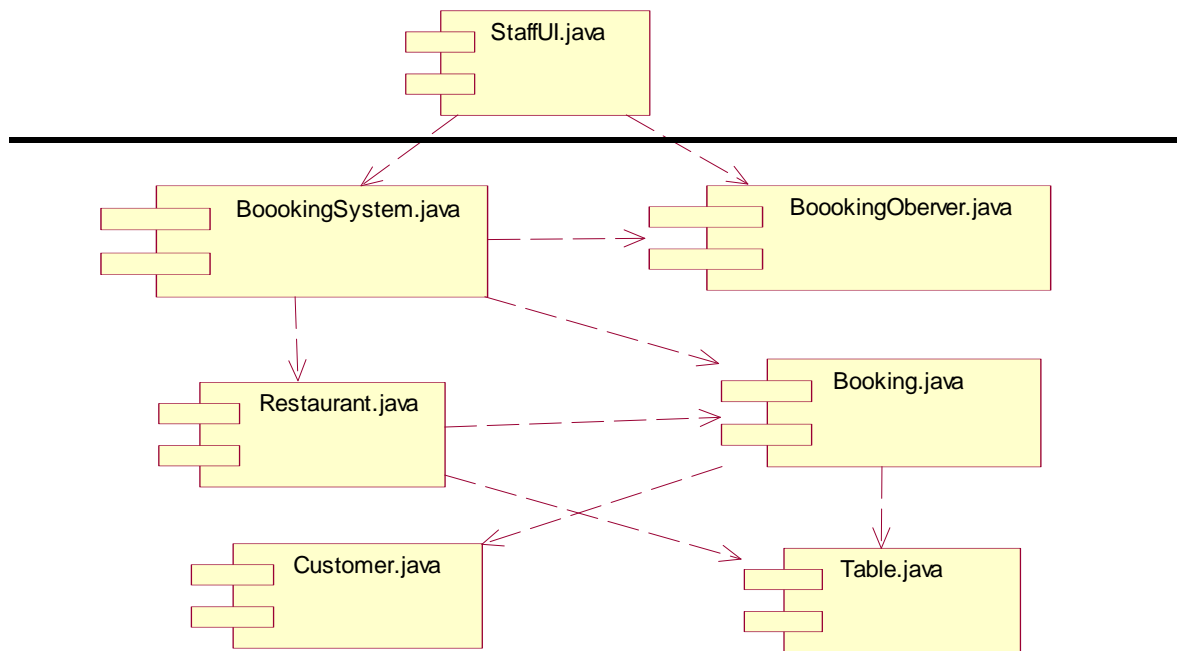 StaffUI.java
BoookingSystem.java
BoookingOberver.java
Booking.java
Restaurant.java
Customer.java
Table.java